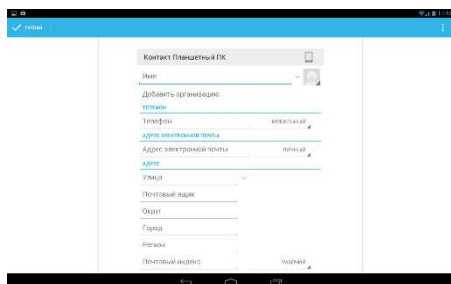 ГОТОВО
Контакт Планшетный ПК
Имя
Добавить организацию
ТЕЛЕФОН
Телефон
МОБИЛЬНЫЙ
АДРЕС ЭЛЕКТРОННОЙ ПОЧТЫ
Адрес электронной почты
ЛИЧНЫЙ
АДРЕС
Улица
Почтовый ящик
Округ
Город
Регион
Почтовый индекс
РАБОЧИЙ